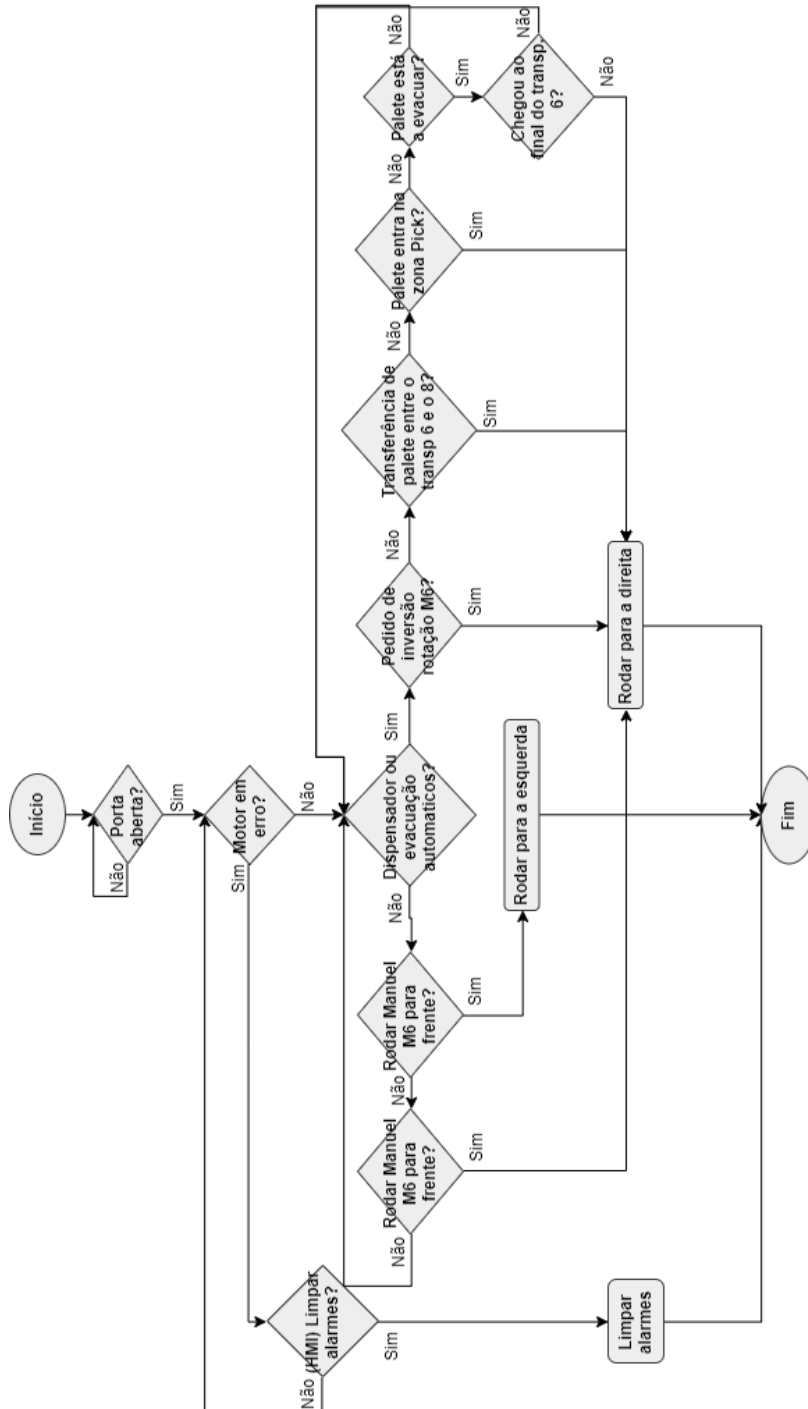 Início
Porta
aberta?
Não
Sim
Motor em
erro?
Sim
Não
(HMI) Limpar
alarmes?
Não
Sim
Limpar
alarmes
Dispensador ou
evacuação
automaticos?
Não
Sim
Rodar Manuel
M6 para
frente?
Não
Sim
Rodar Manuel
M6 para
frente?
Não
Sim
Rodar para a esquerda
Pedido de
inversão
rotação M6?
Não
Sim
Transferência de
palete entre o
transp 6 e o 8?
Não
Sim
Palete entra na
zona Pick?
Não
Sim
Palete está
a evacuar?
Não
Sim
Chegou ao
final do transp,
6?
Não
Não
Rodar para a direita
Fim